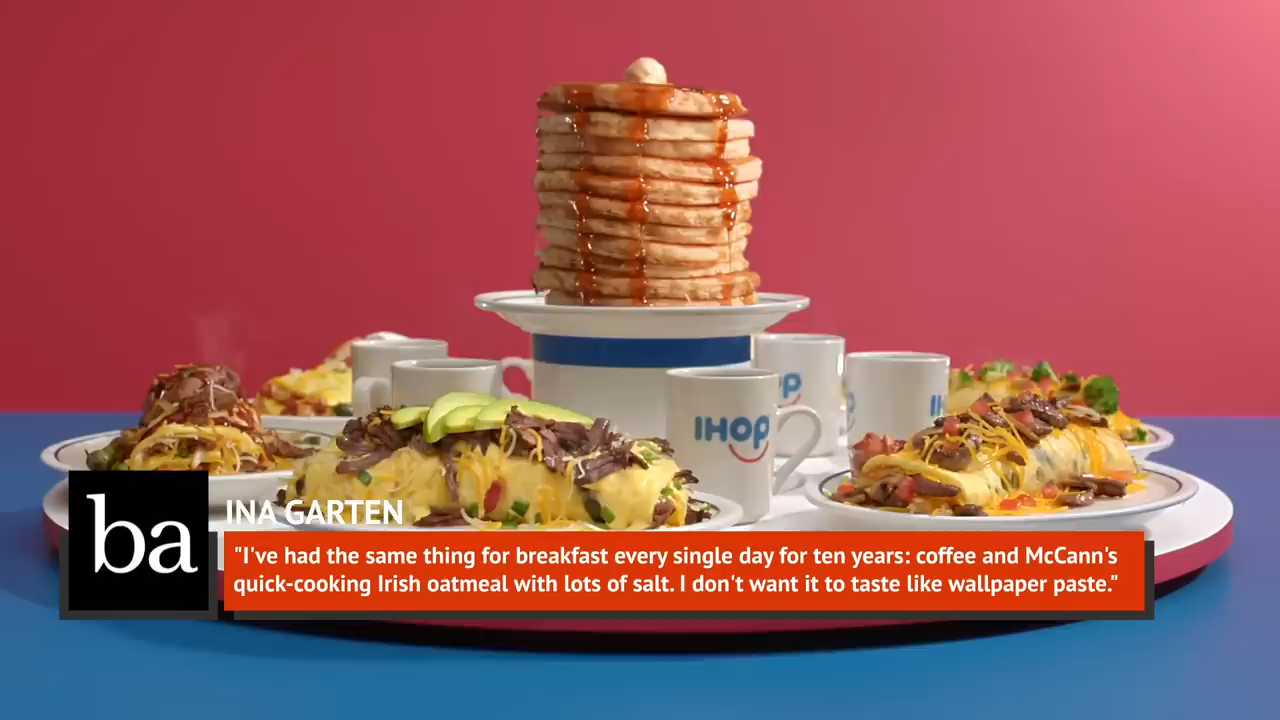 IHOP
ba
INA GARTEN
"I've had the same thing for breakfast every single day for ten years: coffee and McCann's
quick-cooking Irish oatmeal with lots of salt. I don't want it to taste like wallpaper paste."